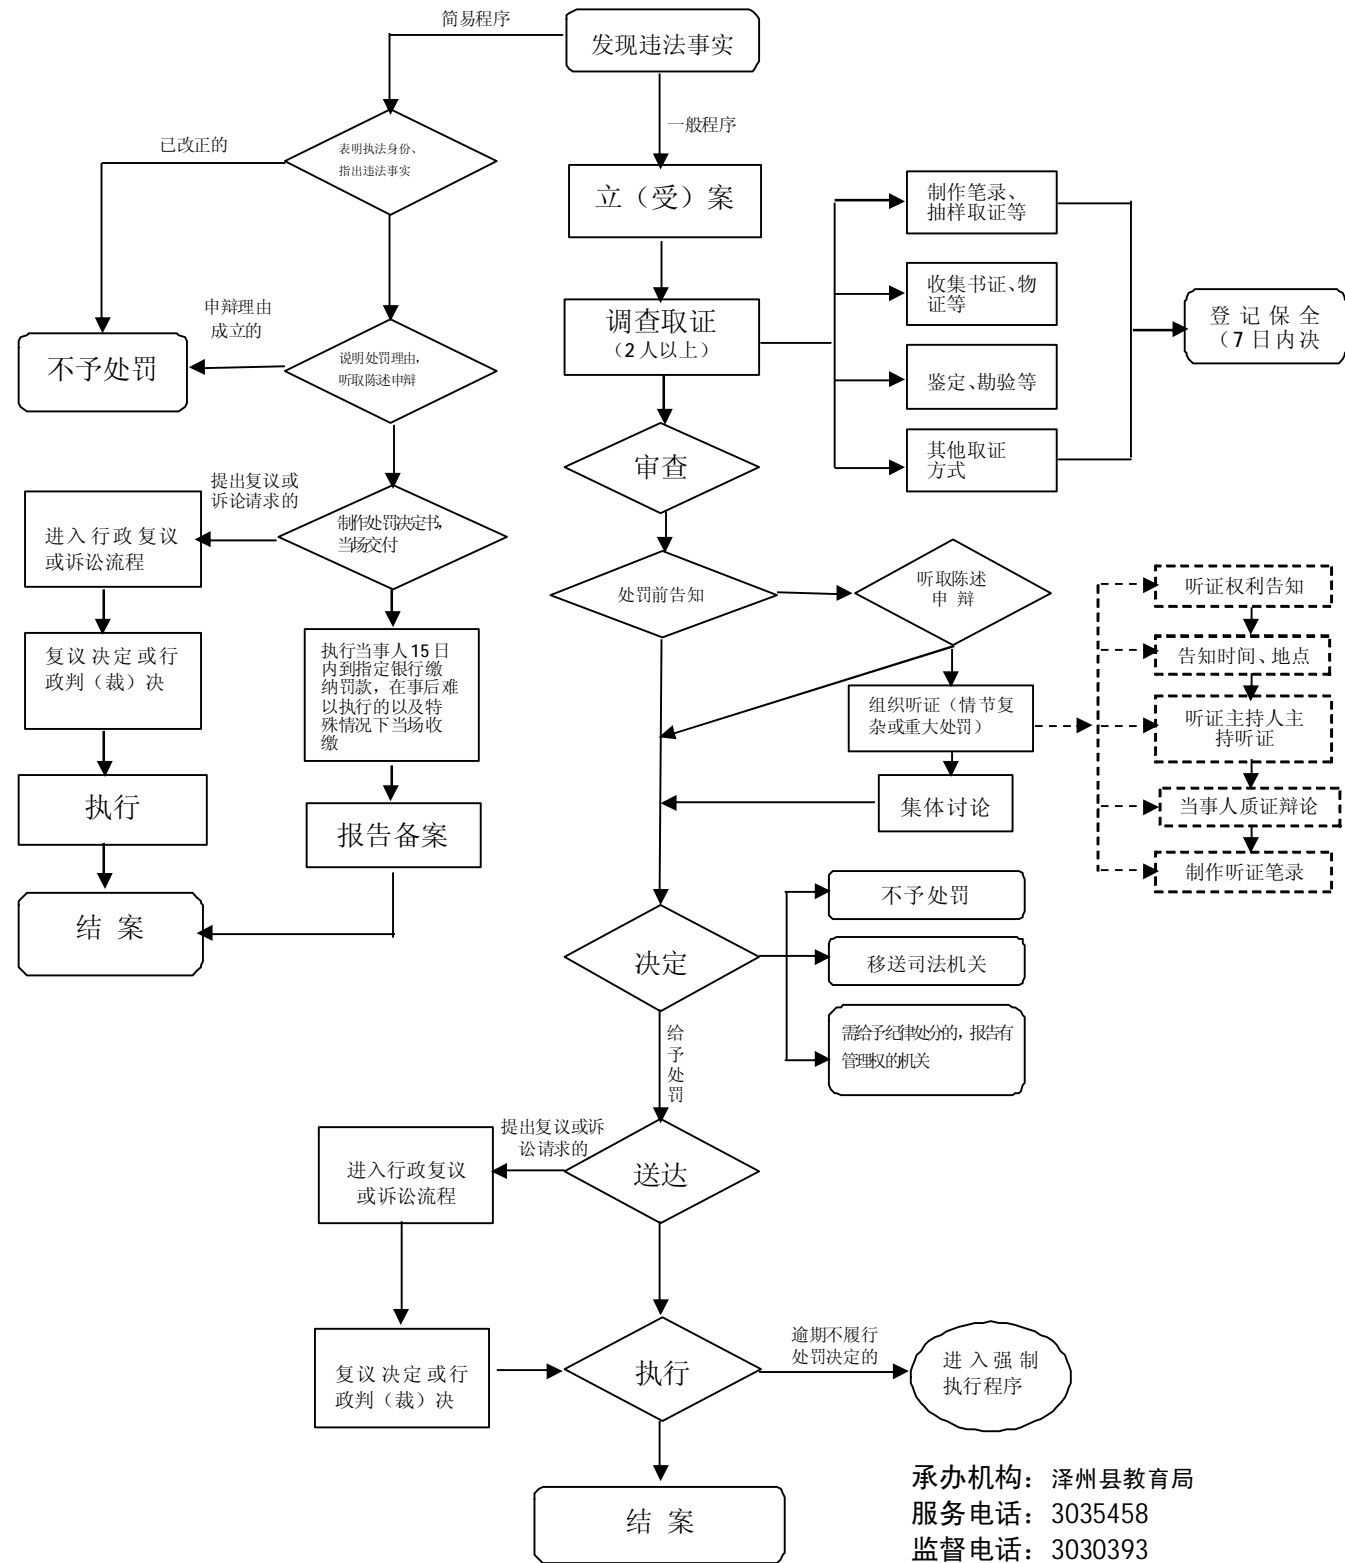 简易程序
发现违法事实
一般程序
已改正的
表明执法身份、
指出违法事实
立（受）案
制作笔录、
抽样取证等
收集书证、物
证等
申辩理由
成立的
调查取证
（2人以上）
登记保全
（7日内决
不予处罚
说明处罚理由，
听取陈述申辩
鉴定、勘验等
其他取证
方式
审查
提出复议或
诉论请求的
进入行政复议
或诉讼流程
制作处罚决定书，
当场交付
处罚前告知
听取陈述
申辩
听证权利告知
复议决定或行
政判（裁）决
执行当事人15日
内到指定银行缴
纳罚款，在事后难
以执行的以及特
殊情况下当场收
缴
告知时间、地点
组织听证（情节复
杂或重大处罚）
听证主持人主
持听证
执行
报告备案
集体讨论
当事人质证辩论
制作听证笔录
结案
不予处罚
决定
移送司法机关
需给予纪律处分的，报告有
管理权的机关
给
予
处
罚
提出复议或诉
讼请求的
进入行政复议
或诉讼流程
送达
复议决定或行
政判（裁）决
执行
逾期不履行
处罚决定的
进入强制
执行程序
结案
承办机构：泽州县教育局
服务电话：3035458
监督电话：3030393